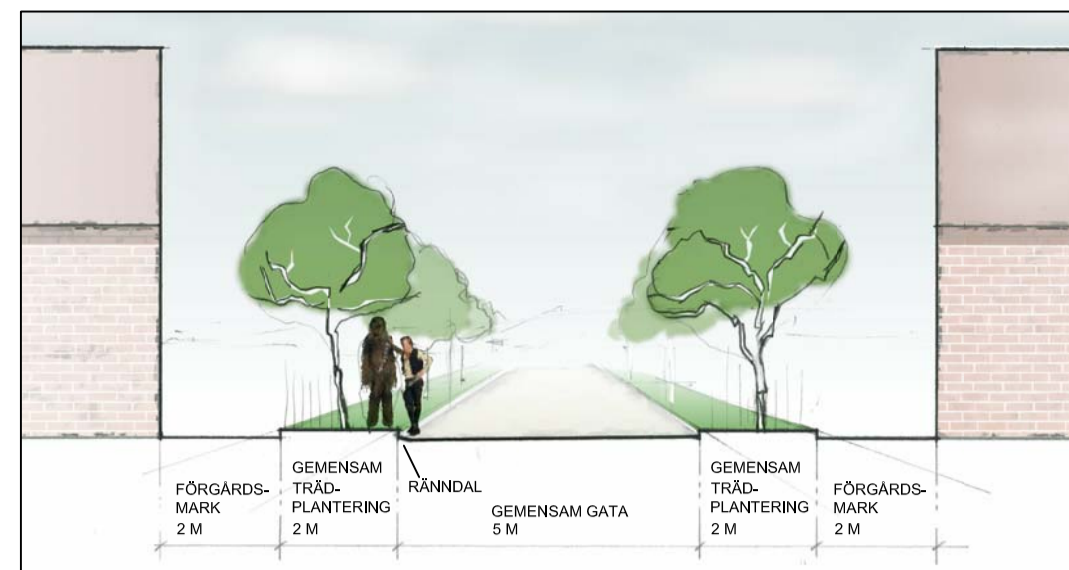 FÖRGÅRDS-
MARK
2 M
GEMENSAM
TRÄD-
PLANTERING
2 M
RÄNNDAL
GEMENSAM GATA
5 M
GEMENSAM
TRÄD-
PLANTERING
2 M
FÖRGÅRDS-
MARK
2 M